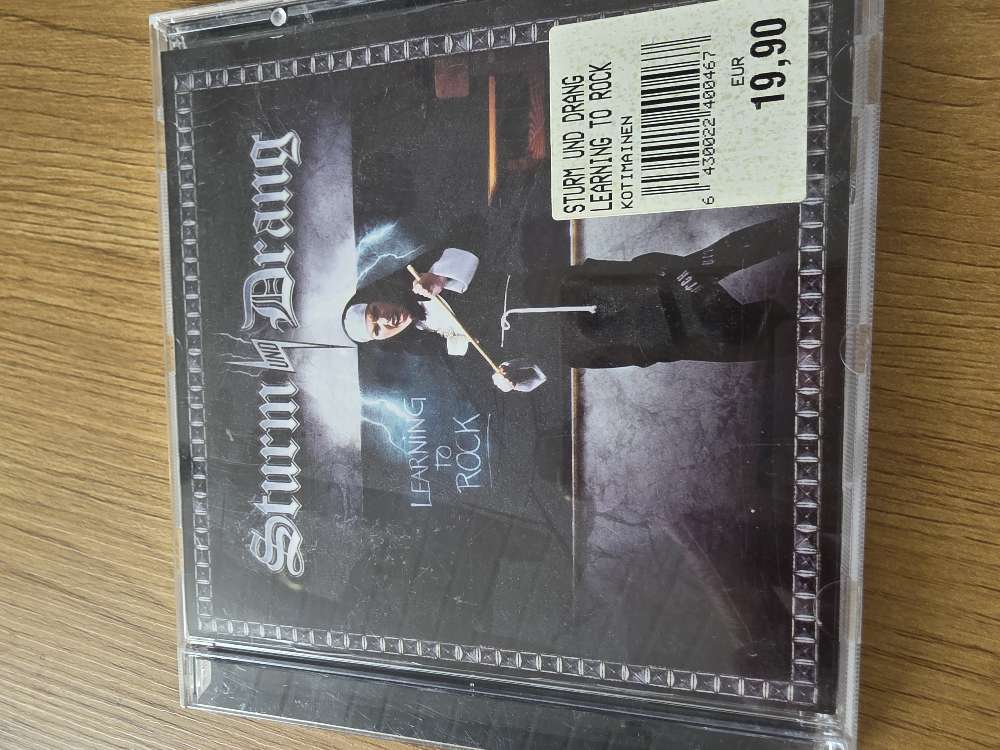 Sturm UND Drang
LEARNING
TO
ROCK
STURM UND DRANG
LEARNING TO ROCK
KOTIMAINEN
6 430022 400467
EUR
19,90